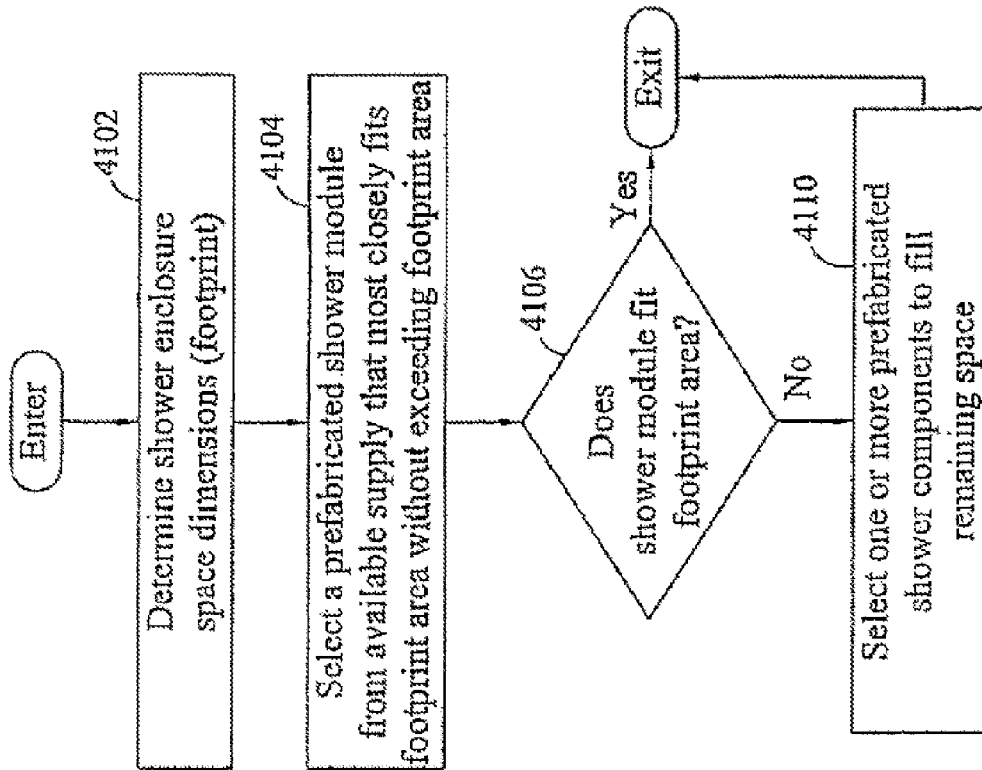 Enter
4102
Determine shower enclosure
space dimensions (footprint)
4104
Select a prefabricated shower module
from available supply that most closely fits
footprint area without exceeding footprint area
4106
Does
shower module fit
footprint area?
Yes
Exit
No
4110
Select one or more prefabricated
shower components to fill
remaining space